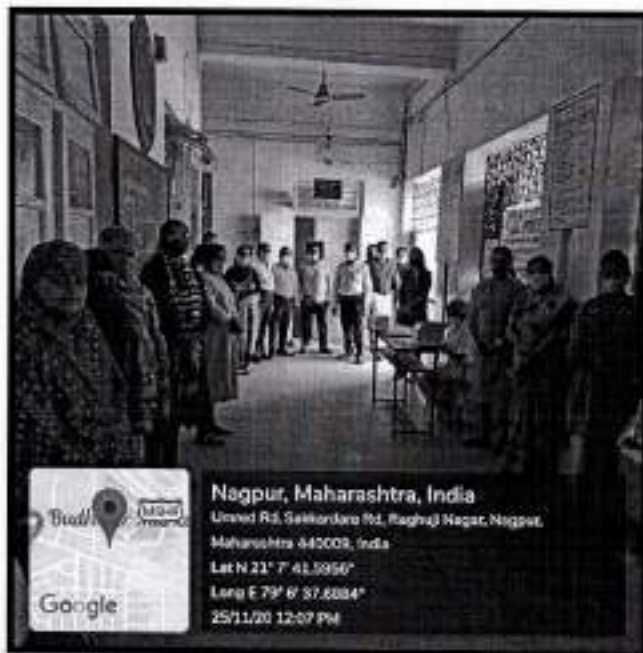 Nagpur, Maharashtra, India
Umred Rd, Sakkardara Rd, Raghuji Nagar, Nagpur,
Maharashtra 440009, India
Lat N 21° 7' 41.5956"
Long E 79° 6' 37.6884"
25/11/20 12:07 PM
Google